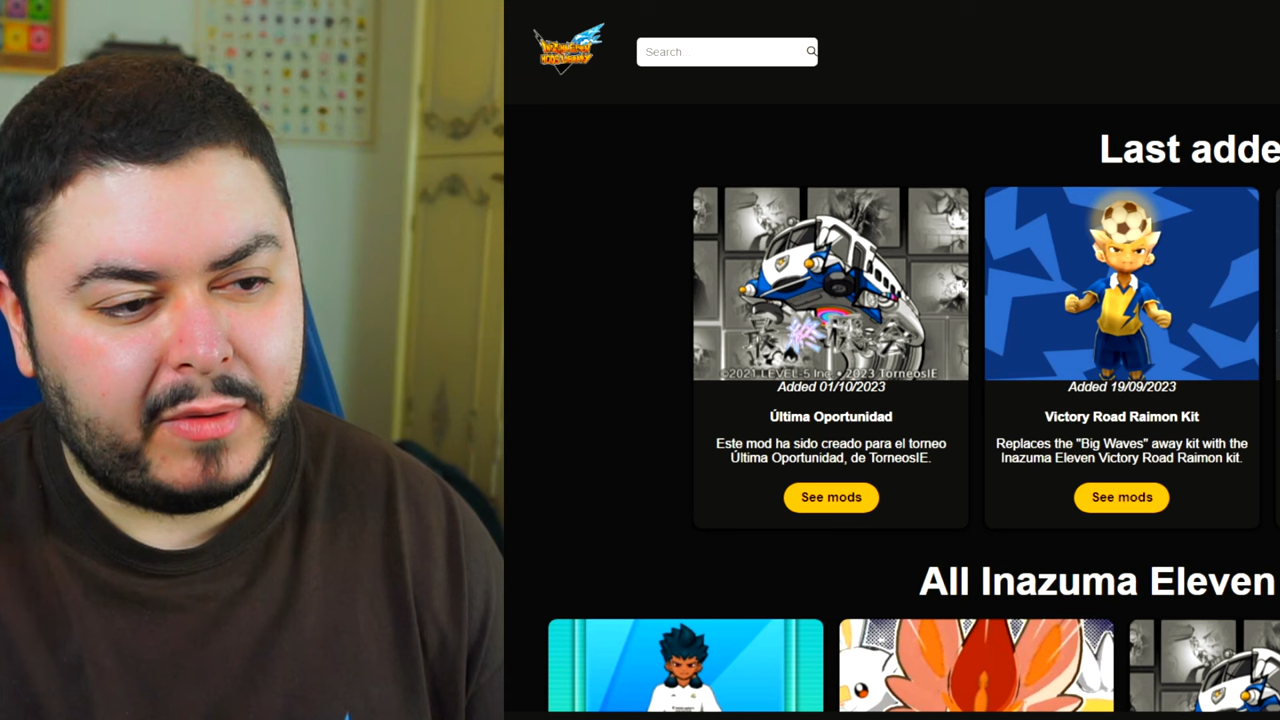 Search...
Last adde
©2021 LEVEL-5 Inc. • 2023 TorneosIE
Added 01/10/2023
Última Oportunidad
Este mod ha sido creado para el torneo
Última Oportunidad, de TorneosIE.
See mods
Added 19/09/2023
Victory Road Raimon Kit
Replaces the "Big Waves" away kit with the
Inazuma Eleven Victory Road Raimon kit.
See mods
All Inazuma Eleven